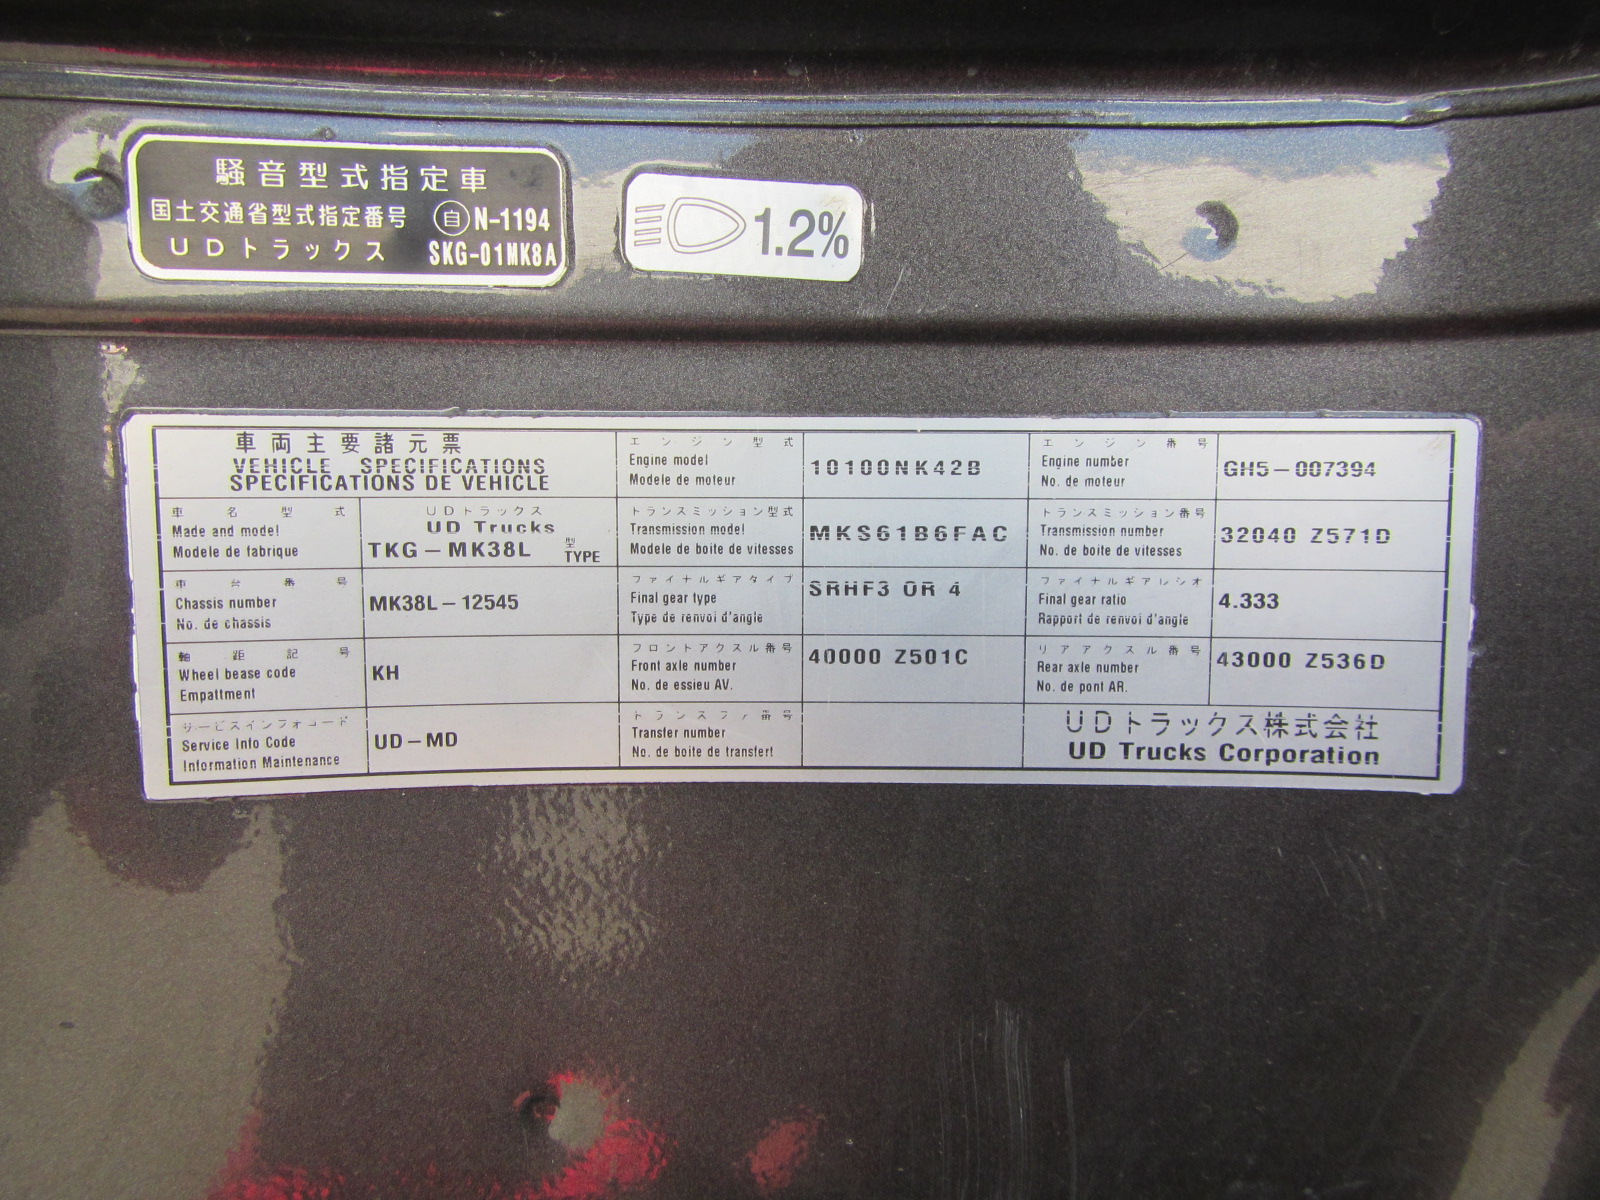 騒音型式指定車
国土交通省型式指定番号 自 N-1194
UDトラックス SKG-01MK8A
1.2%
車両主要諸元票
VEHICLE SPECIFICATIONS
SPECIFICATIONS DE VEHICLE
エンジン型式
Engine model
Modele de moteur
10100NK42B
エンジン番号
Engine number
No. de moteur
GH5-007394
車名型式
Made and model
Modele de fabrique
UDトラックス
UD Trucks
TKG-MK38L 型
TYPE
トランスミッション型式
Transmission model
Modele de boite de vitesses
MKS61B6FAC
トランスミッション番号
Transmission number
No. de boite de vitesses
32040 Z571D
車台番号
Chassis number
No. de chassis
MK38L-12545
ファイナルギアタイプ
Final gear type
Type de renvoi d'angle
SRHF3 OR 4
ファイナルギアレシオ
Final gear ratio
Rapport de renvoi d'angle
4.333
軸距記号
Wheel bease code
Empattment
KH
フロントアクスル番号
Front axle number
No. de essieu AV.
40000 Z501C
リアアクスル番号
Rear axle number
No. de pont AR.
43000 Z536D
サービスインフォコード
Service Info Code
Information Maintenance
UD-MD
トランスファ番号
Transfer number
No. de boite de transfert
UDトラックス株式会社
UD Trucks Corporation